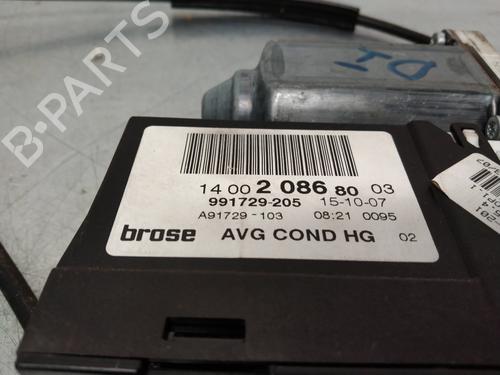 B-PARTS
14 00 2 086 80 03
991729-205 15-10-07
A91729-103 08:21 0095
brose AVG COND HG 02